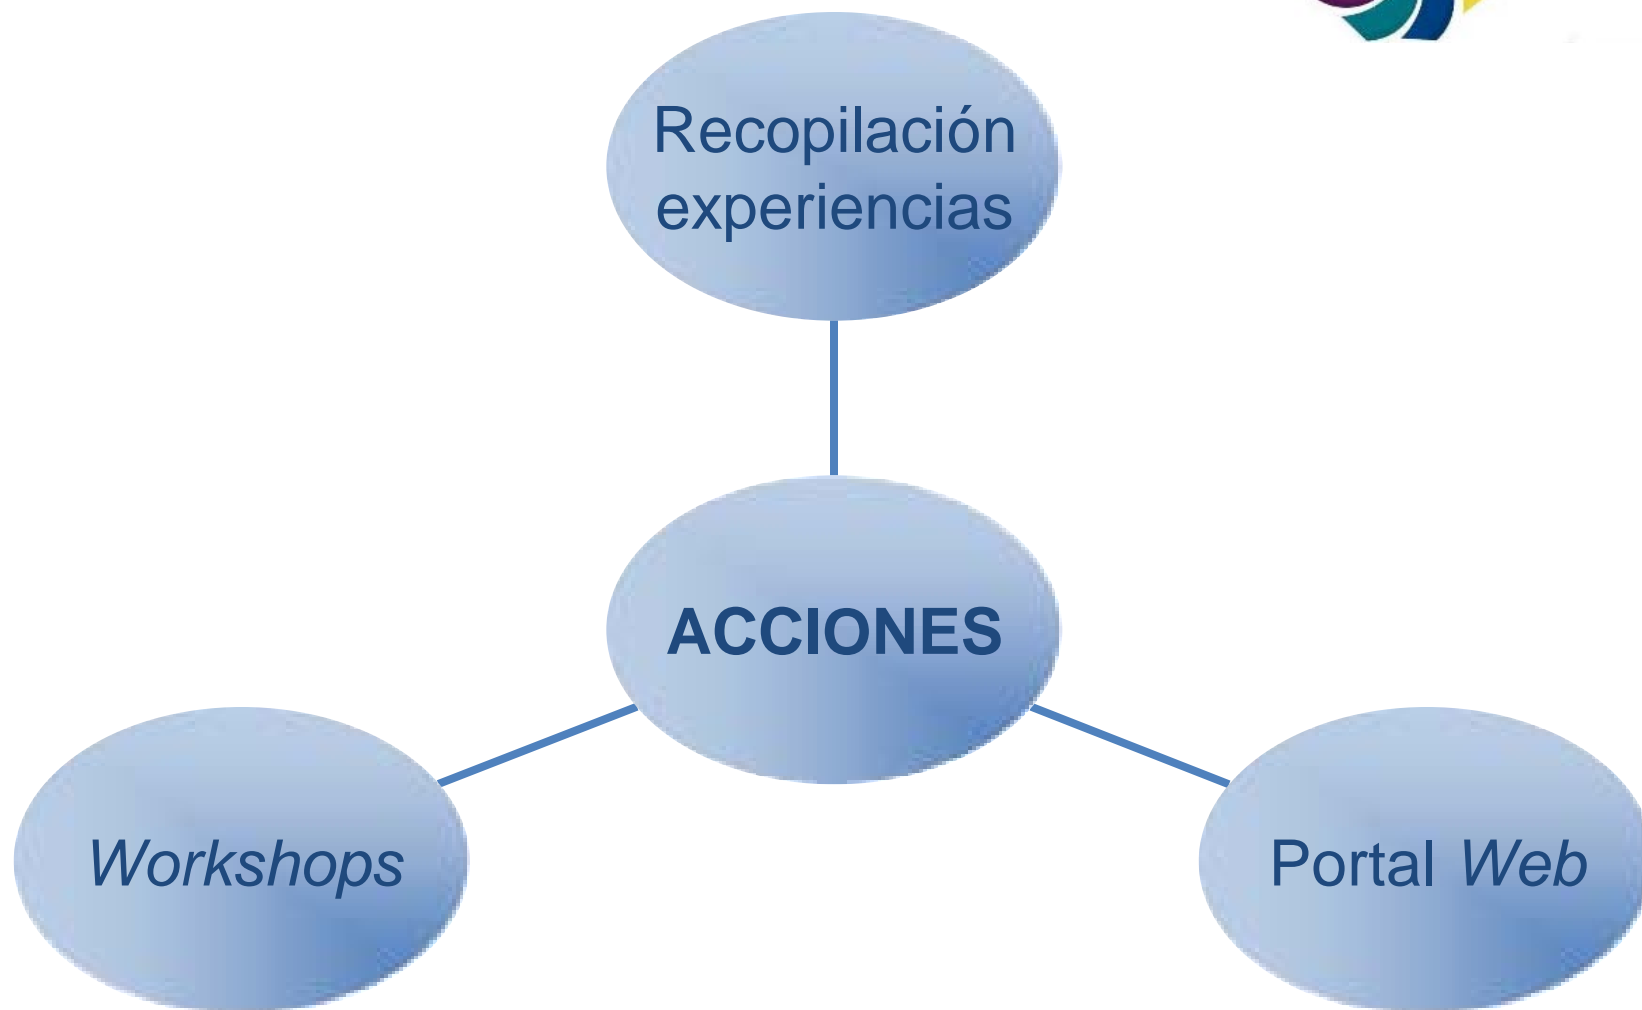 Recopilación
experiencias
ACCIONES
Workshops
Portal Web